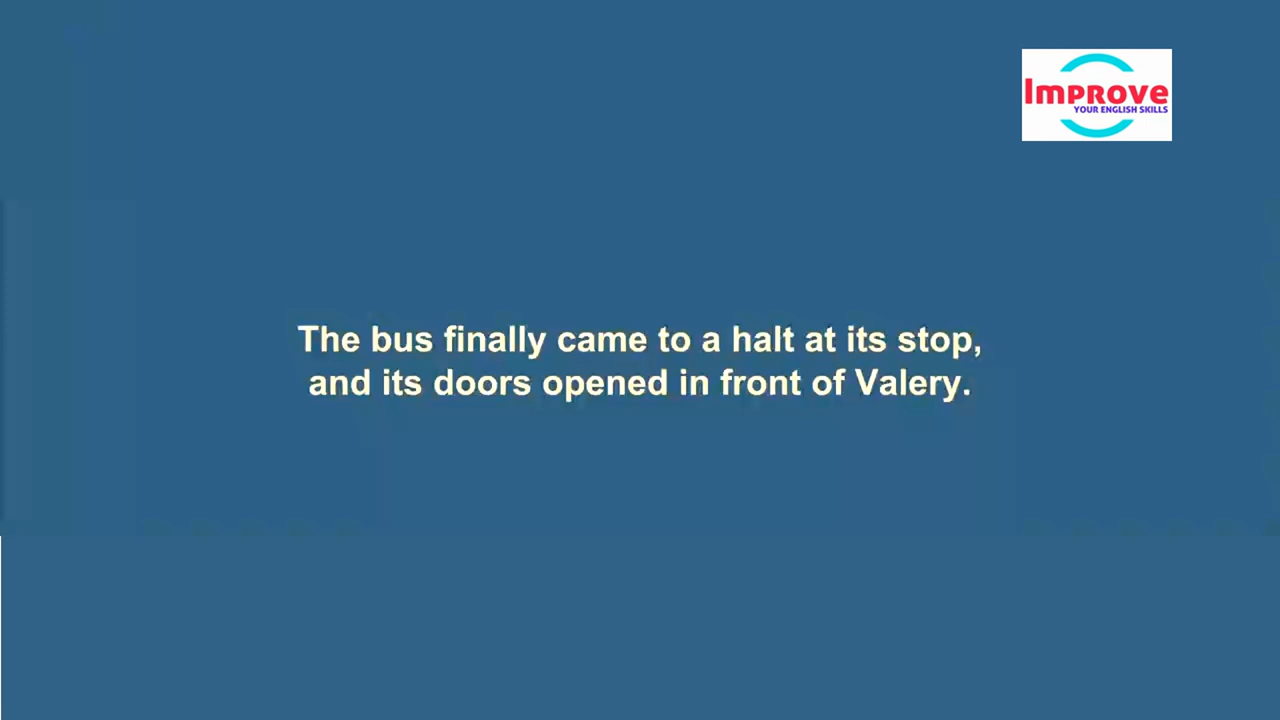 Improve
YOUR ENGLISH SKILLS
The bus finally came to a halt at its stop,
and its doors opened in front of Valery.